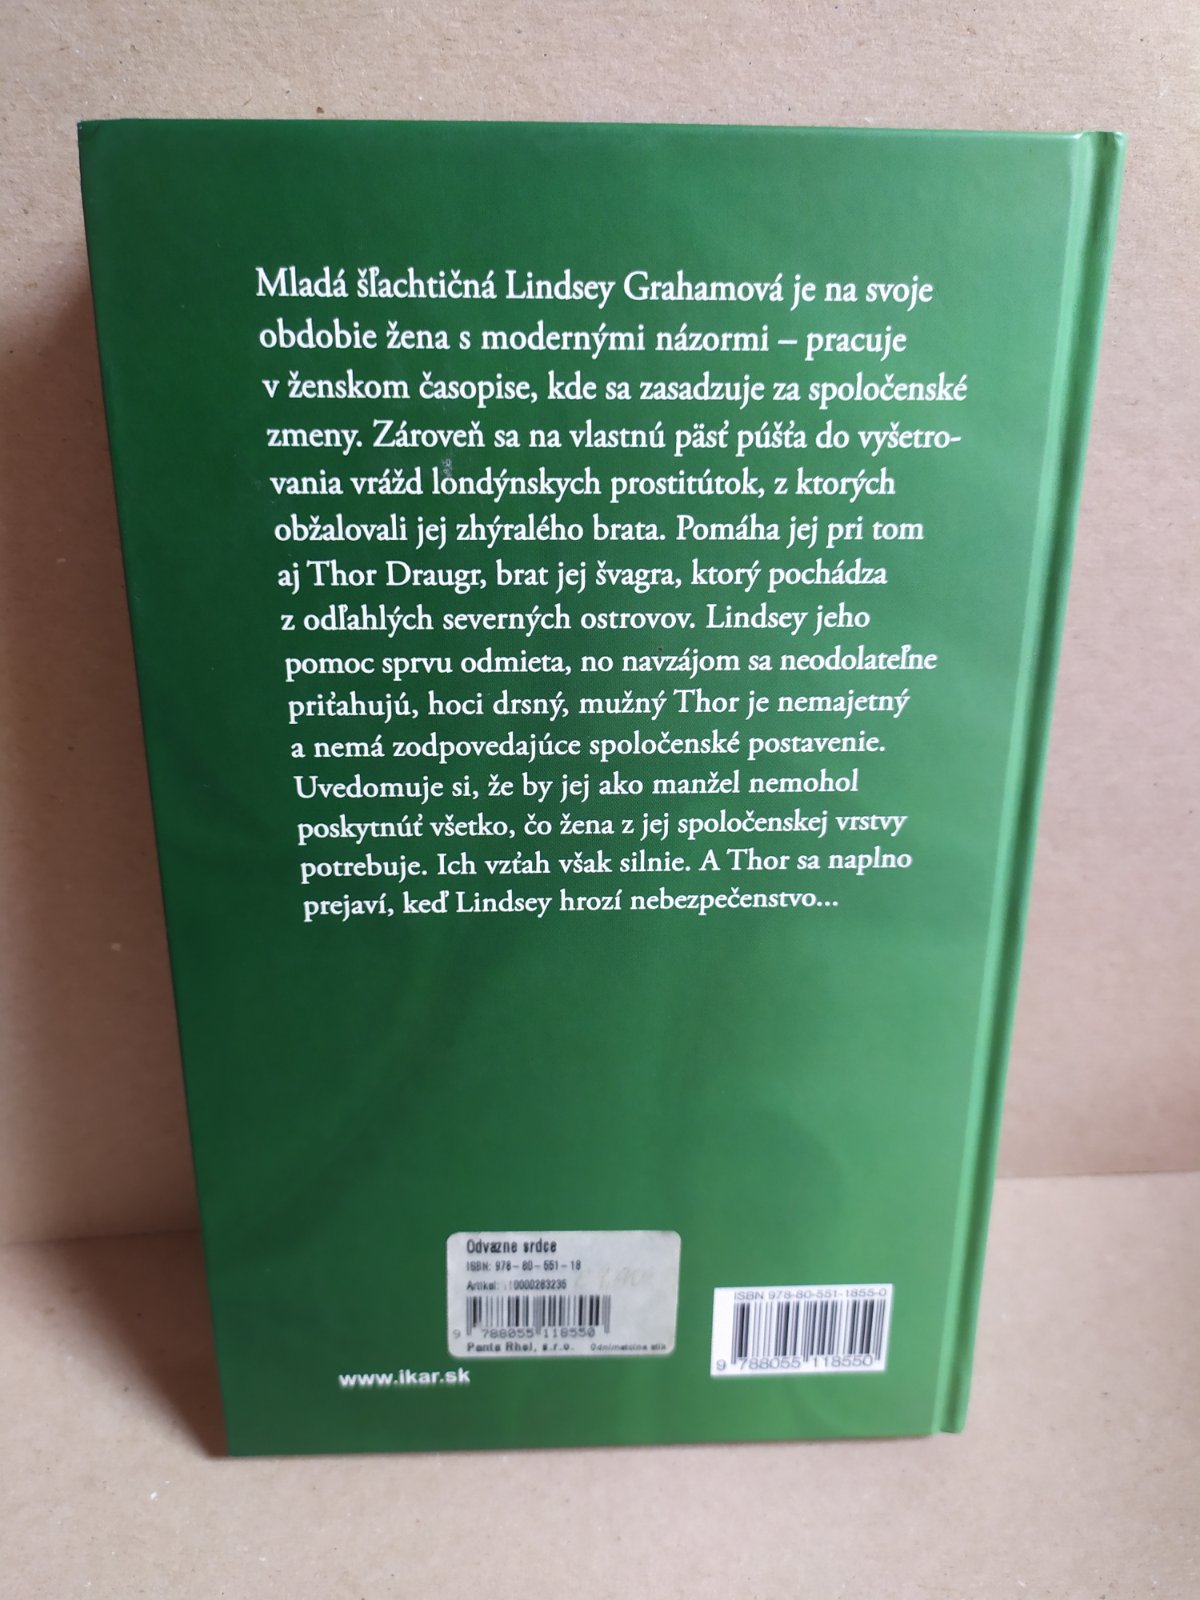 Mladá šľachtičná Lindsey Grahamová je na svoje
obdobie žena s modernými názormi – pracuje
v ženskom časopise, kde sa zasadzuje za spoločenské
zmeny. Zároveň sa na vlastnú päsť púšťa do vyšetro-
vania vrážd londýnskych prostitútok, z ktorých
obžalovali jej zhýralého brata. Pomáha jej pri tom
aj Thor Draugr, brat jej švagra, ktorý pochádza
z odľahlých severných ostrovov. Lindsey jeho
pomoc sprvu odmieta, no navzájom sa neodolateľne
priťahujú, hoci drsný, mužný Thor je nemajetný
a nemá zodpovedajúce spoločenské postavenie.
Uvedomuje si, že by jej ako manžel nemohol
poskytnúť všetko, čo žena z jej spoločenskej vrstvy
potrebuje. Ich vzťah však silnie. A Thor sa naplno
prejaví, keď Lindsey hrozí nebezpečenstvo...
Odvazne srdce
ISBN: 978-80-551-18
Artikel: 10000283235
9 788055 118550
Panta Rhei, s.r.o.
ISBN 978-80-551-1855-0
9 788055 118550
www.ikar.sk